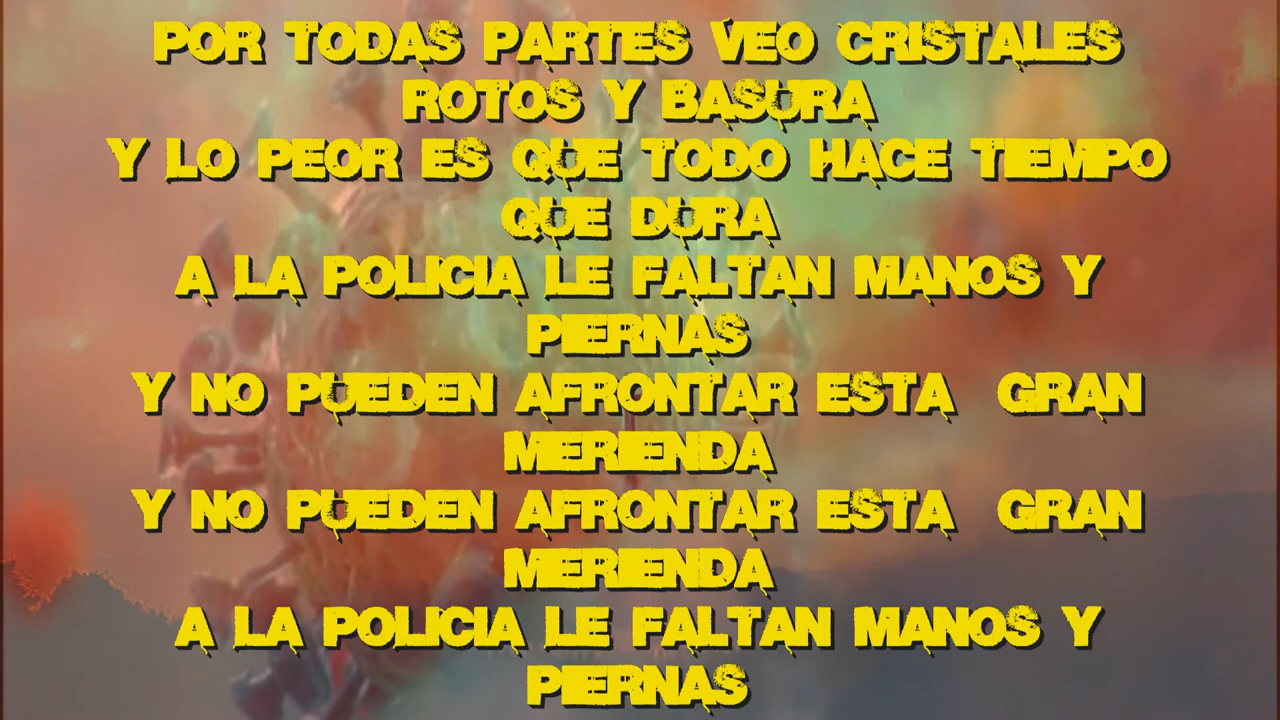 POR TODAS PARTES VEO CRISTALES
ROTOS Y BASURA
Y LO PEOR ES QUE TODO HACE TIEMPO
QUE DURA
A LA POLICIA LE FALTAN MANOS Y
PIERNAS
Y NO PUEDEN AFRONTAR ESTA  GRAN
MERIENDA
Y NO PUEDEN AFRONTAR ESTA  GRAN
MERIENDA
A LA POLICIA LE FALTAN MANOS Y
PIERNAS